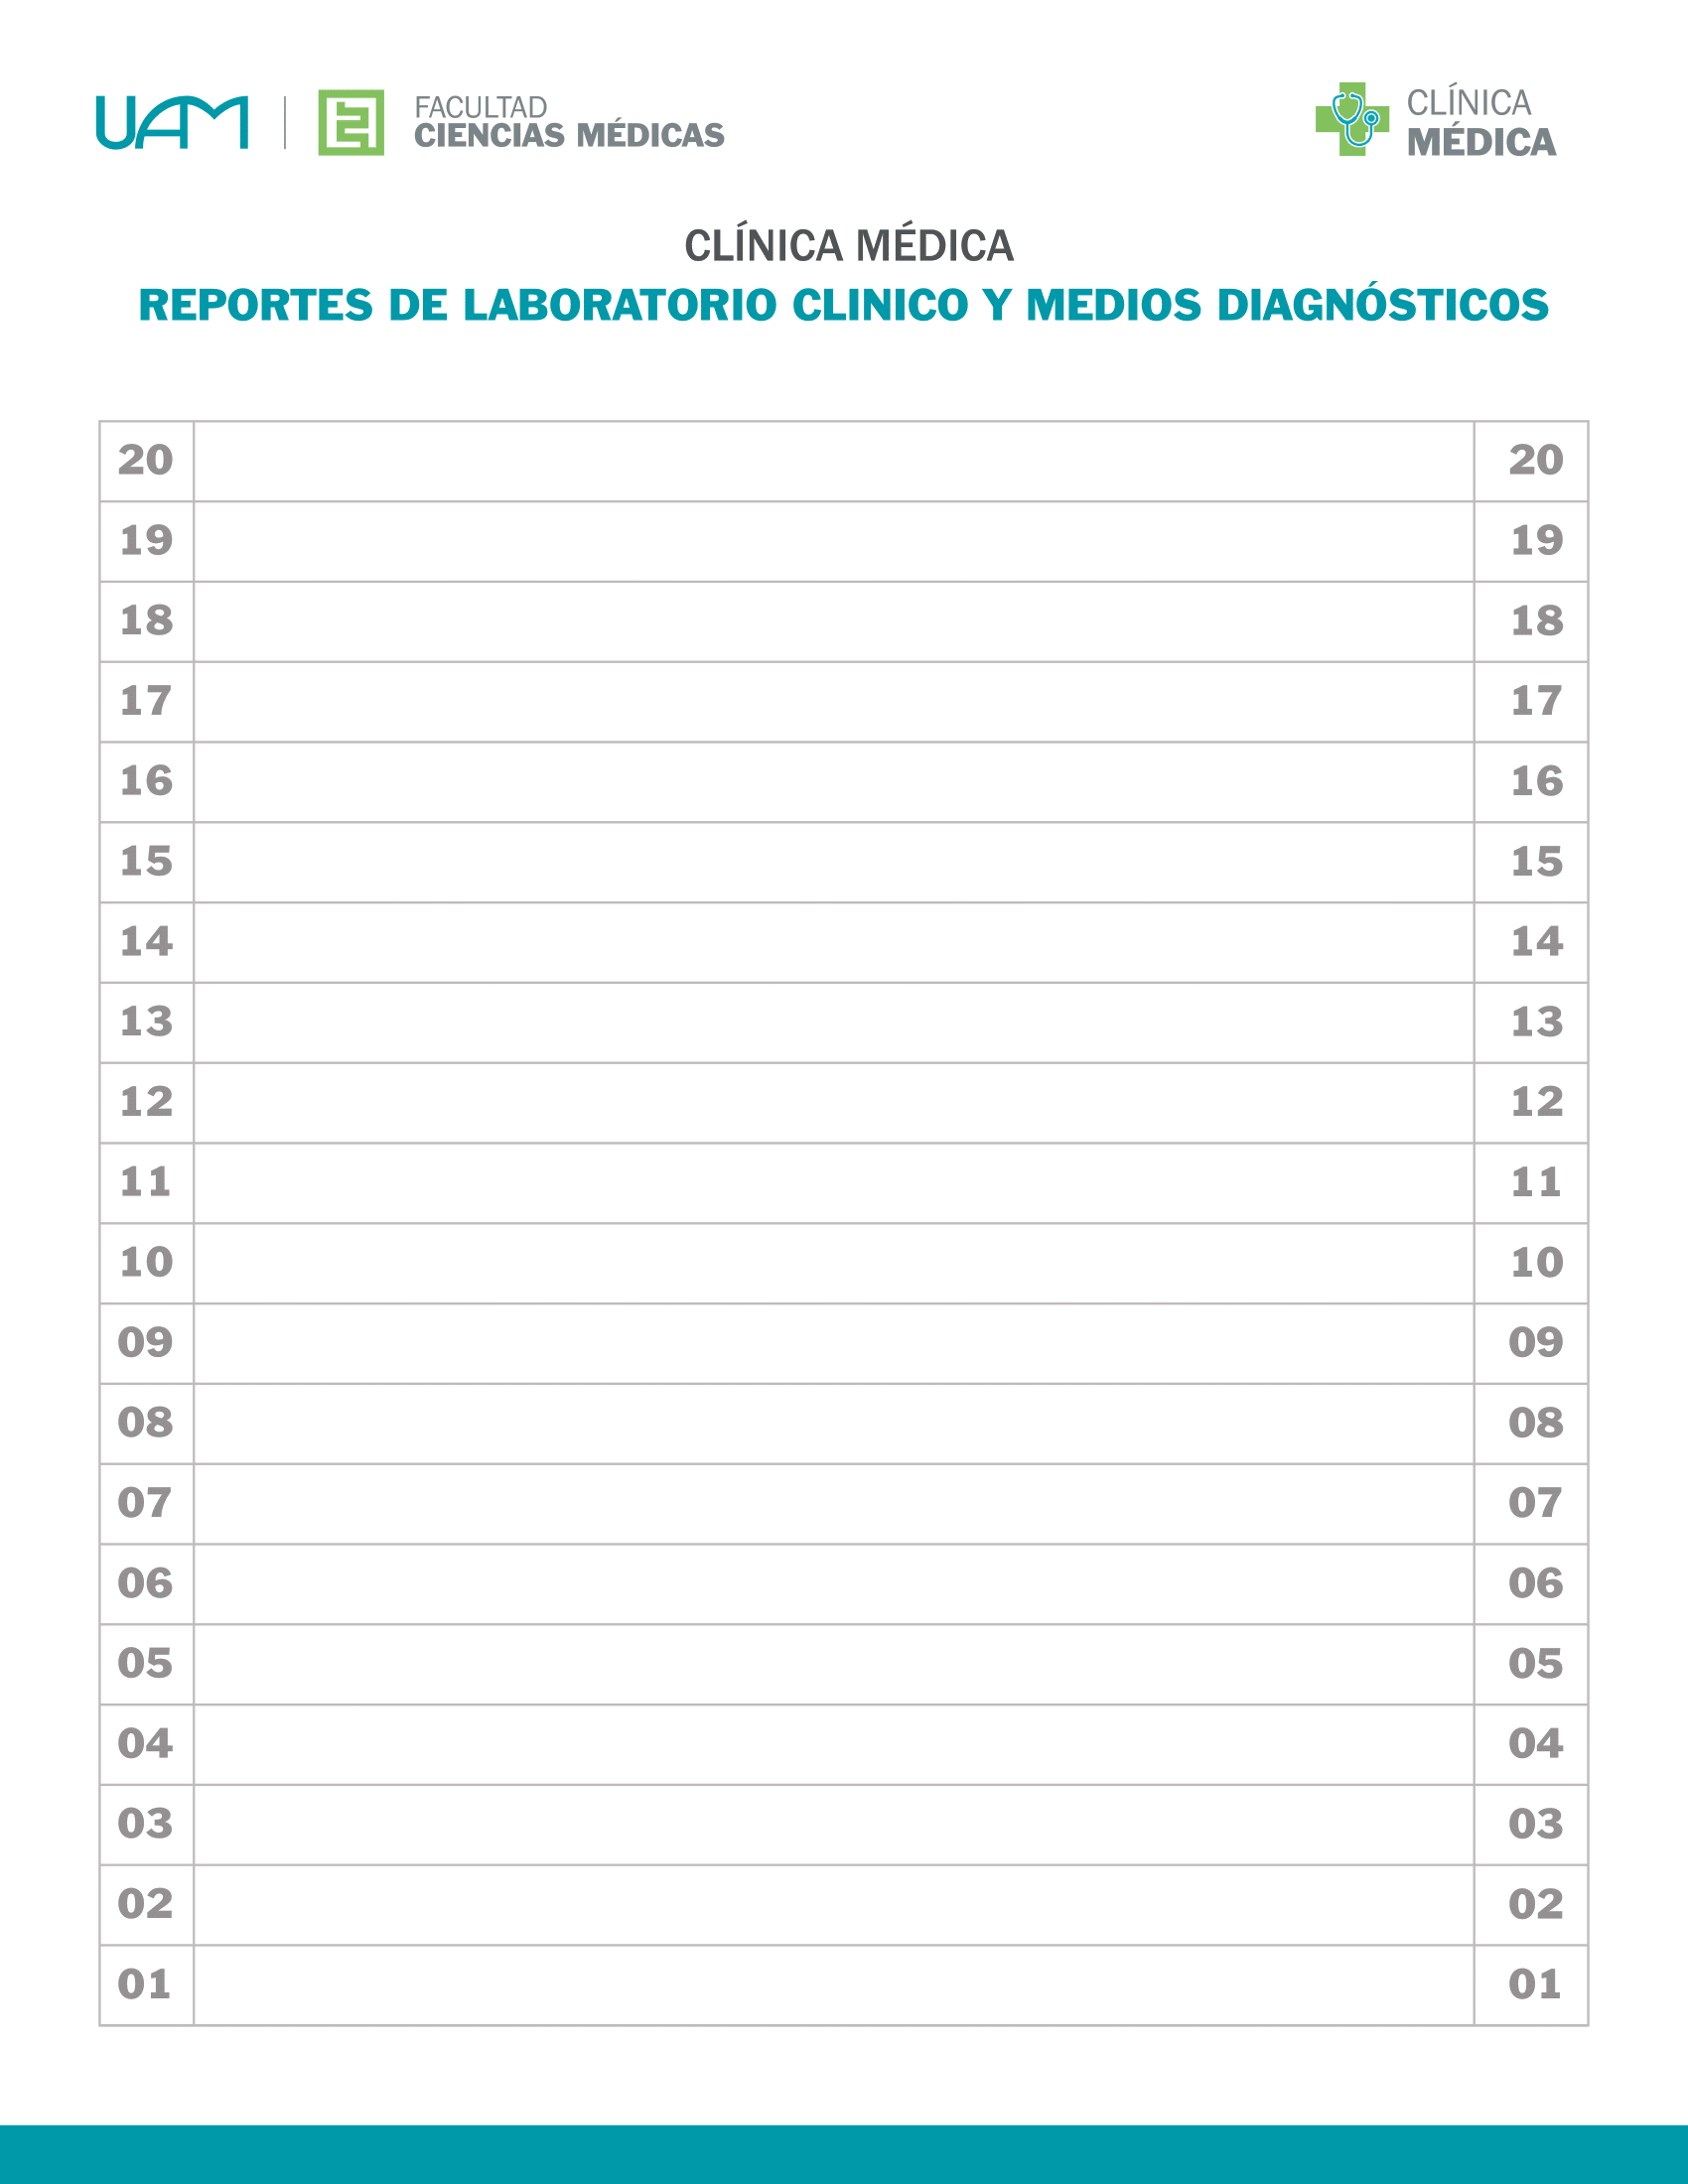 UAM
FACULTAD
CIENCIAS MÉDICAS
CLÍNICA
MÉDICA
CLÍNICA MÉDICA
REPORTES DE LABORATORIO CLINICO Y MEDIOS DIAGNÓSTICOS
20 20
19 19
18 18
17 17
16 16
15 15
14 14
13 13
12 12
11 11
10 10
09 09
08 08
07 07
06 06
05 05
04 04
03 03
02 02
01 01